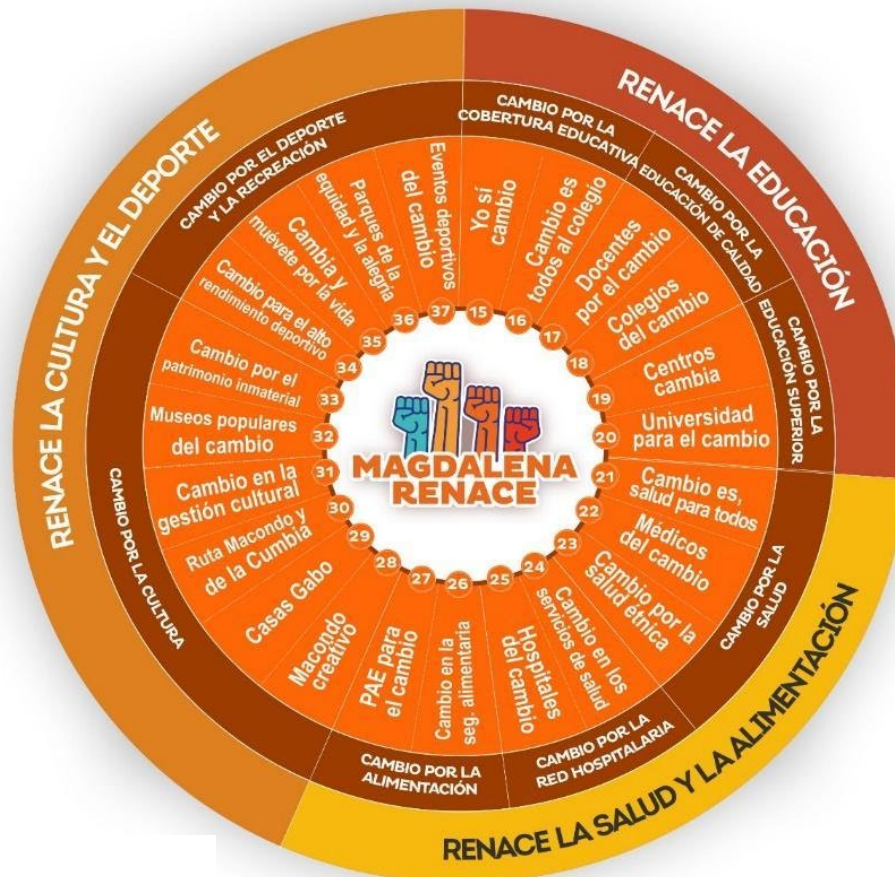 RENACE LA EDUCACIÓN
CAMBIO POR LA
COBERTURA EDUCATIVA
CAMBIO POR LA
EDUCACIÓN DE CALIDAD
CAMBIO POR LA
EDUCACIÓN SUPERIOR
Yo sí
cambio
15
Cambio es
todos al colegio
16
Docentes
por el cambio
17
Colegios
del cambio
18
Centros
cambia
19
Universidad
para el cambio
20
RENACE LA SALUD Y LA ALIMENTACIÓN
CAMBIO POR LA
SALUD
CAMBIO POR LA
RED HOSPITALARIA
CAMBIO POR LA
ALIMENTACIÓN
Cambio es,
salud para todos
21
Médicos
del cambio
22
Cambio por la
salud étnica
23
Cambio en los
servicios de salud
24
Hospitales
del cambio
25
Cambio en la
seg. alimentaria
26
PAE para
el cambio
27
RENACE LA CULTURA Y EL DEPORTE
CAMBIO POR LA CULTURA
CAMBIO POR EL DEPORTE
Y LA RECREACIÓN
Macondo
creativo
28
Casas Gabo
29
Ruta Macondo y
de la Cumbia
30
Cambio en la
gestión cultural
31
Museos populares
del cambio
32
Cambio por el
patrimonio inmaterial
33
Cambio para el alto
rendimiento deportivo
34
Cambia y
muévete por la vida
35
Parques de la
equidad y la alegria
36
Eventos deportivos
del cambio
37
MAGDALENA
RENACE